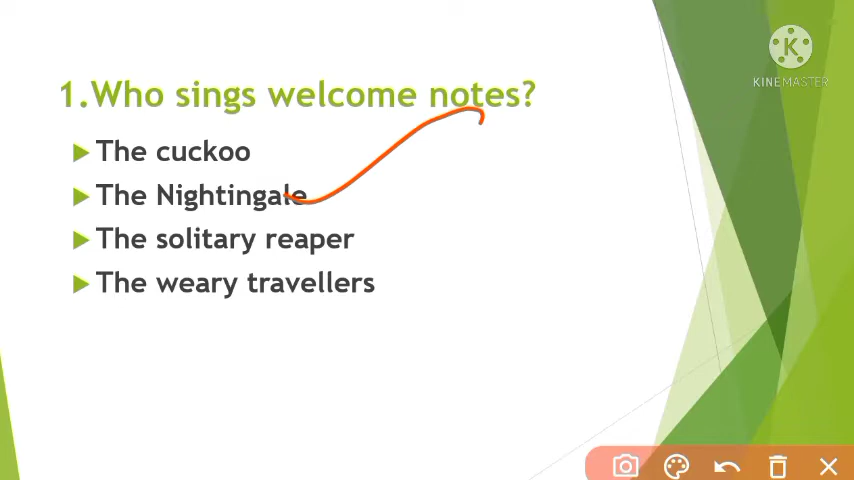 KINEMASTER
1.Who sings welcome notes?
The cuckoo
The Nightingale
The solitary reaper
The weary travellers